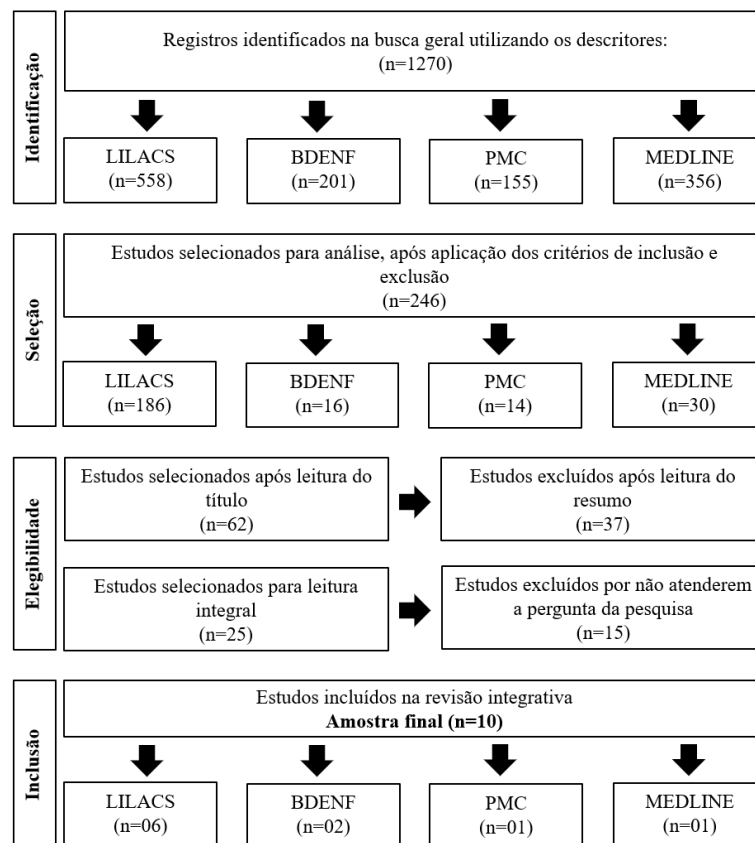 Identificação
Registros identificados na busca geral utilizando os descritores:
(n=1270)
LILACS
(n=558)
BDENF
(n=201)
PMC
(n=155)
MEDLINE
(n=356)
Seleção
Estudos selecionados para análise, após aplicação dos critérios de inclusão e
exclusão
(n=246)
LILACS
(n=186)
BDENF
(n=16)
PMC
(n=14)
MEDLINE
(n=30)
Elegibilidade
Estudos selecionados após leitura do
título
(n=62)
Estudos excluídos após leitura do
resumo
(n=37)
Estudos selecionados para leitura
integral
(n=25)
Estudos excluídos por não atenderem
a pergunta da pesquisa
(n=15)
Inclusão
Estudos incluídos na revisão integrativa
Amostra final (n=10)
LILACS
(n=06)
BDENF
(n=02)
PMC
(n=01)
MEDLINE
(n=01)